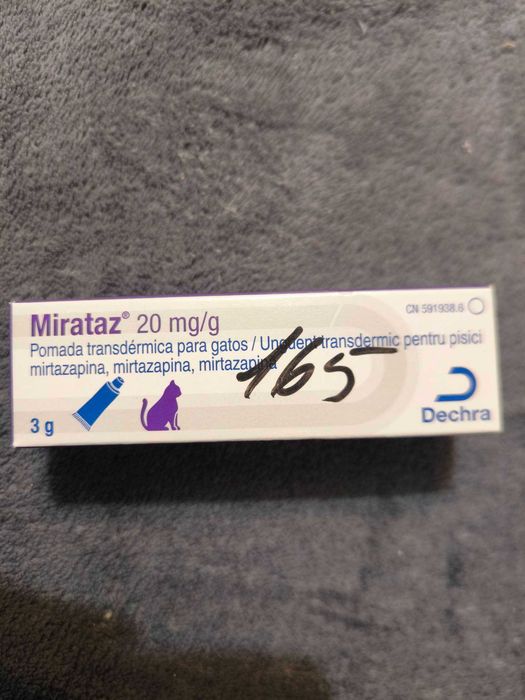 CN 591938.6
Mirataz® 20 mg/g
Pomada transdérmica para gatos / Unguent transdermic pentru pisici
mirtazapina, mirtazapina, mirtazapină
165
3 g
Dechra